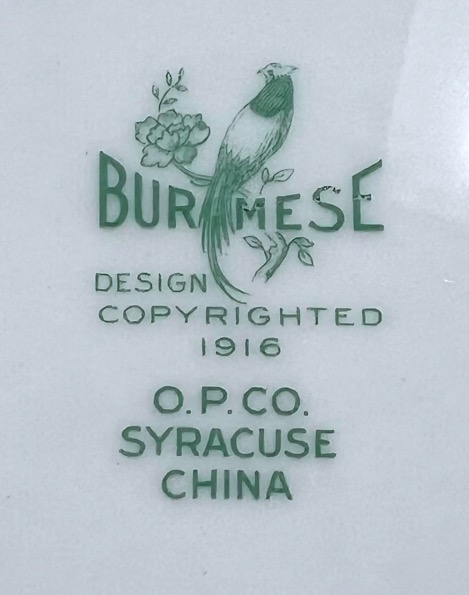 BURMESE
DESIGN
COPYRIGHTED
1916
O.P.CO.
SYRACUSE
CHINA